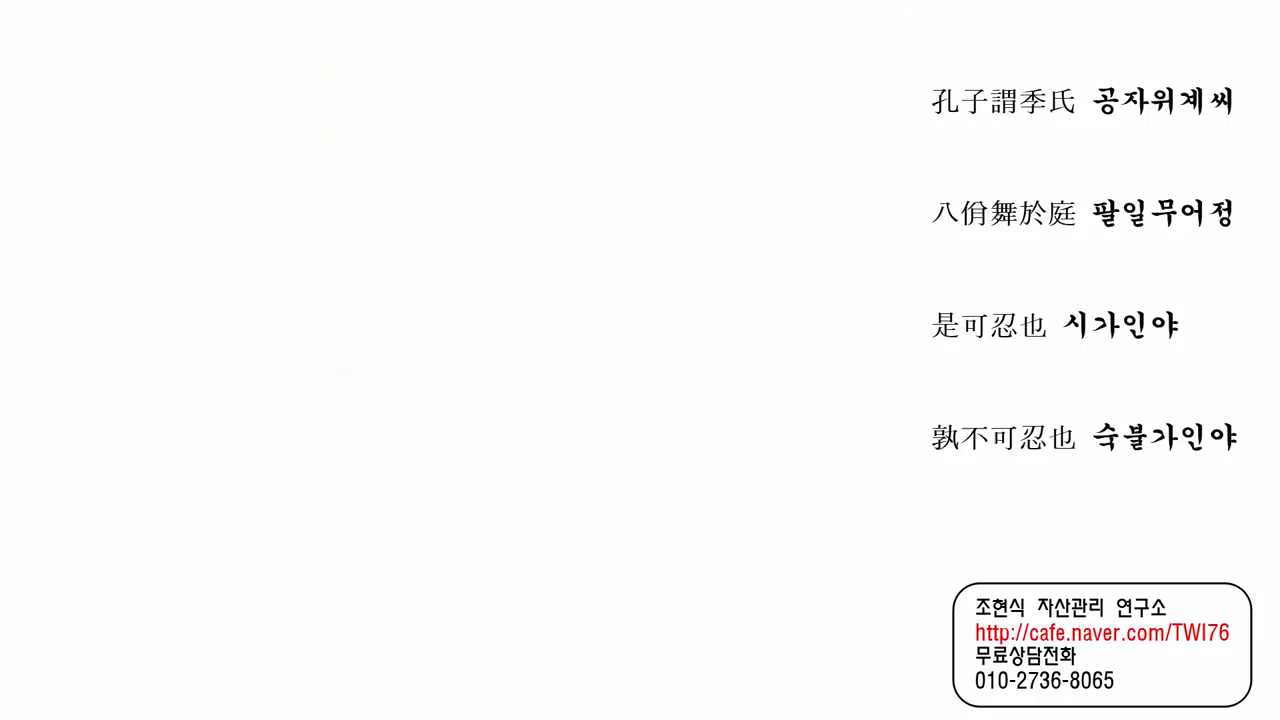 孔子謂季氏 공자위계씨
八佾舞於庭 팔일무어정
是可忍也 시가인야
孰不可忍也 숙불가인야
조현식 자산관리 연구소
http://cafe.naver.com/TWI76
무료상담전화
010-2736-8065